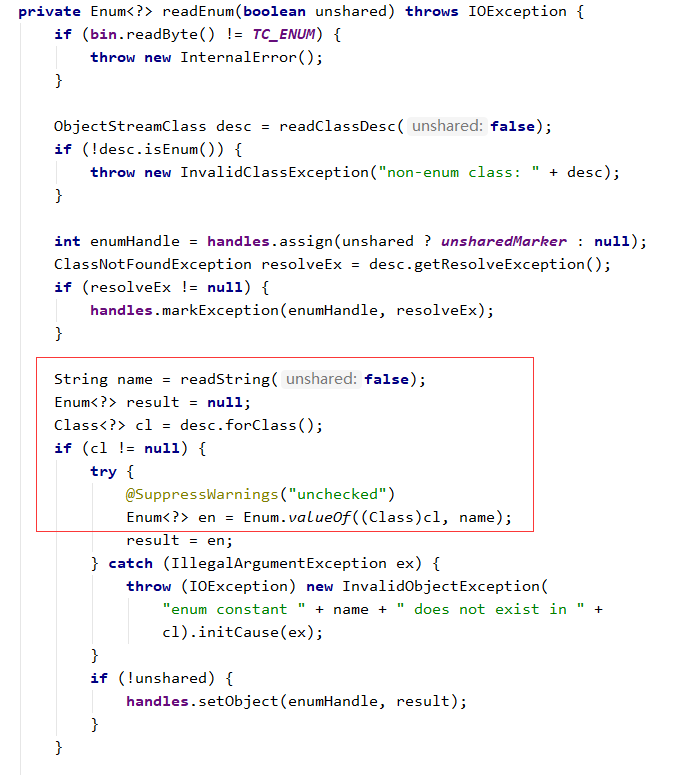 private Enum<?> readEnum(boolean unshared) throws IOException {
    if (bin.readByte() != TC_ENUM) {
        throw new InternalError();
    }

    ObjectStreamClass desc = readClassDesc( unshared: false);
    if (!desc.isEnum()) {
        throw new InvalidClassException("non-enum class: " + desc);
    }

    int enumHandle = handles.assign(unshared ? unsharedMarker : null);
    ClassNotFoundException resolveEx = desc.getResolveException();
    if (resolveEx != null) {
        handles.markException(enumHandle, resolveEx);
    }

    String name = readString( unshared: false);
    Enum<?> result = null;
    Class<?> cl = desc.forClass();
    if (cl != null) {
        try {
            @SuppressWarnings("unchecked")
            Enum<?> en = Enum.valueOf((Class)cl, name);
            result = en;
        } catch (IllegalArgumentException ex) {
            throw (IOException) new InvalidObjectException(
                "enum constant " + name + " does not exist in " +
                cl).initCause(ex);
        }
        if (!unshared) {
            handles.setObject(enumHandle, result);
        }
    }